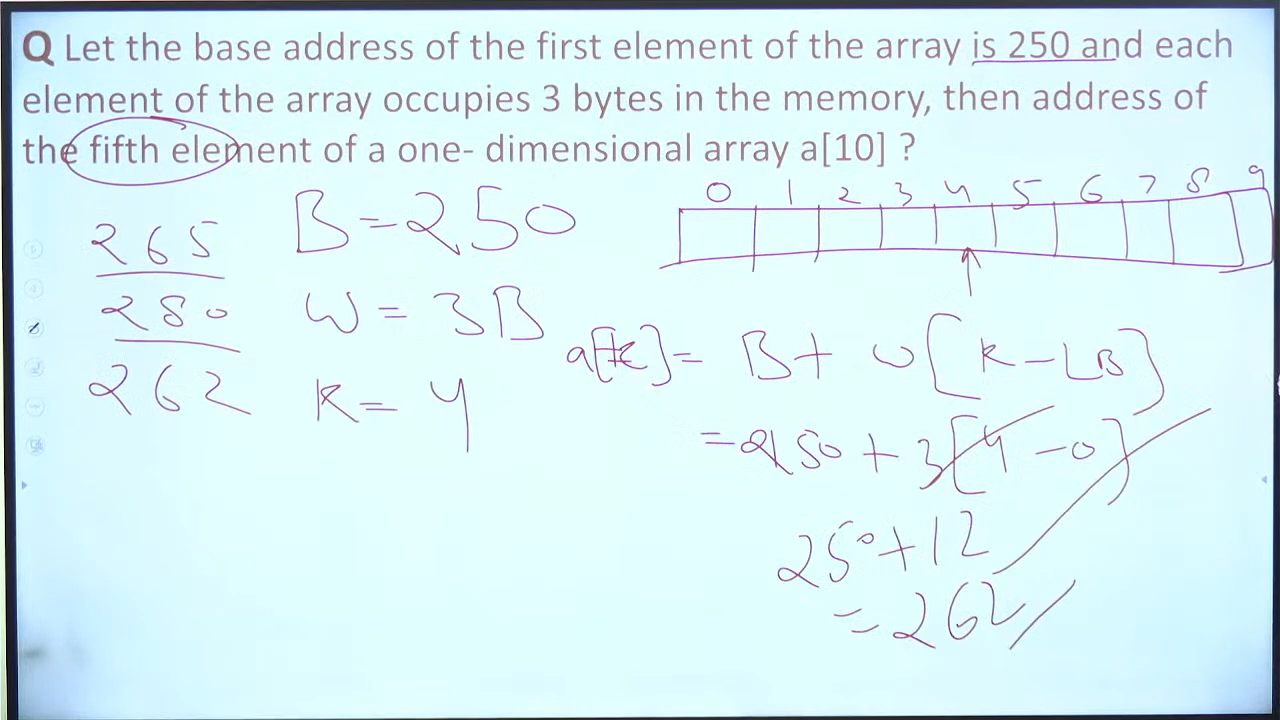 Q Let the base address of the first element of the array is 250 and each
element of the array occupies 3 bytes in the memory, then address of
the fifth element of a one- dimensional array a[10] ?
0 1 2 3 4 5 6 7 8 9
265
280
262
B=250
W = 3B
K = 4
a[K] = B + W [K - LB]
= 250 + 3[4 - 0]
250 + 12
= 262